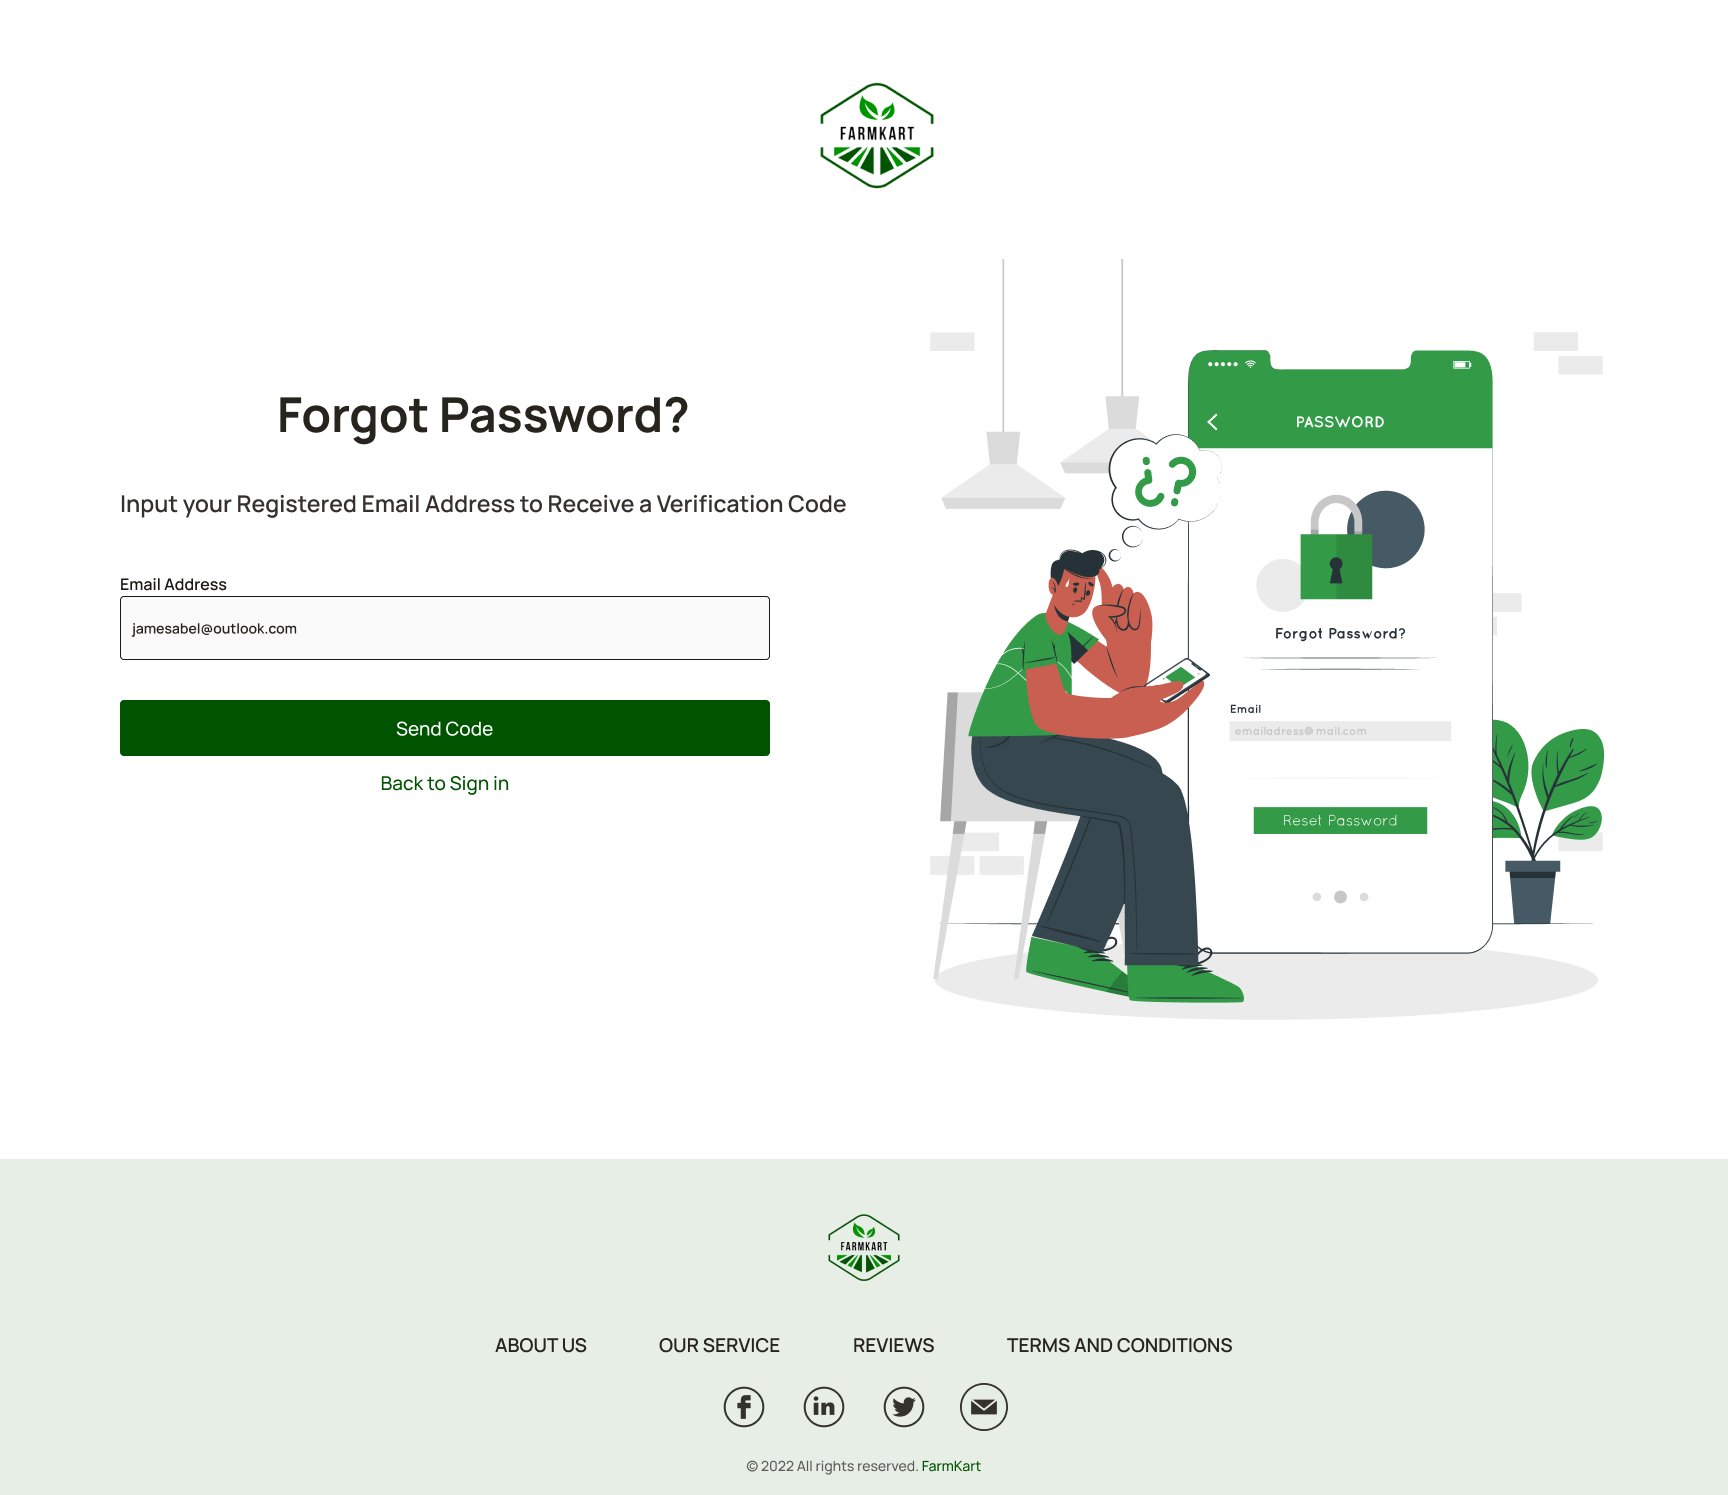 FARMKART
Forgot Password?
Input your Registered Email Address to Receive a Verification Code
Email Address
jamesabel@outlook.com
Send Code
Back to Sign in
PASSWORD
¿?
Forgot Password?
Email
emailadress@mail.com
Reset Password
FARMKART
ABOUT US OUR SERVICE REVIEWS TERMS AND CONDITIONS
© 2022 All rights reserved. FarmKart